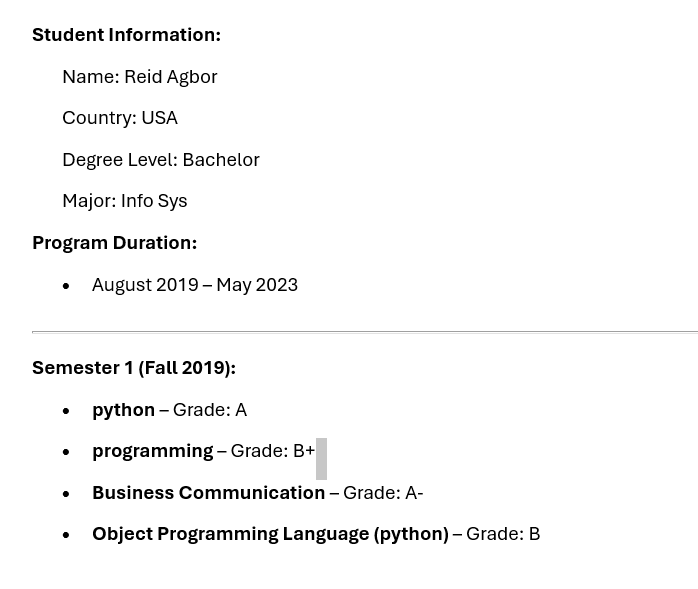 Student Information:
Name: Reid Agbor
Country: USA
Degree Level: Bachelor
Major: Info Sys
Program Duration:
• August 2019 – May 2023
Semester 1 (Fall 2019):
• python – Grade: A
• programming – Grade: B+
• Business Communication – Grade: A-
• Object Programming Language (python) – Grade: B